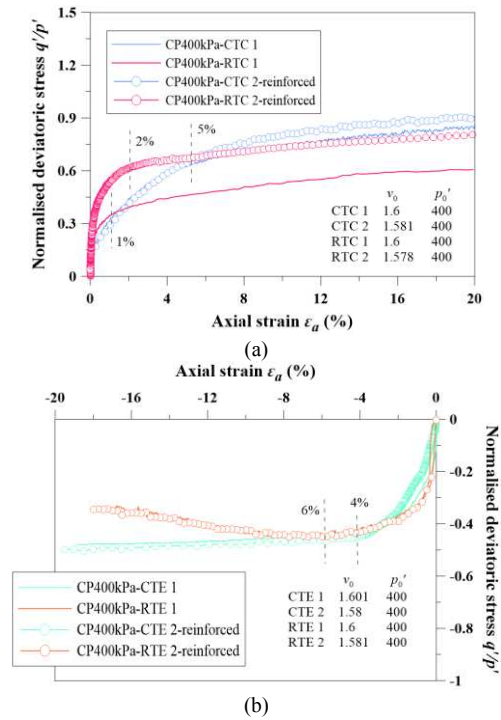 1.5
1.2
0.9
0.6
0.3
0
Normalised deviatoric stress q'/p'
CP400kPa-CTC 1
CP400kPa-RTC 1
CP400kPa-CTC 2-reinforced
CP400kPa-RTC 2-reinforced
2%
5%
1%
v₀ p₀'
CTC 1 1.6 400
CTC 2 1.581 400
RTC 1 1.6 400
RTC 2 1.578 400
0 4 8 12 16 20
Axial strain εₐ (%)
(a)
Axial strain εₐ (%)
-20 -16 -12 -8 -4 0
0
-0.2
-0.4
-0.6
-0.8
-1
Normalised deviatoric stress q'/p'
6%
4%
CP400kPa-CTE 1
CP400kPa-RTE 1
CP400kPa-CTE 2-reinforced
CP400kPa-RTE 2-reinforced
v₀ p₀'
CTE 1 1.601 400
CTE 2 1.58 400
RTE 1 1.6 400
RTE 2 1.581 400
(b)